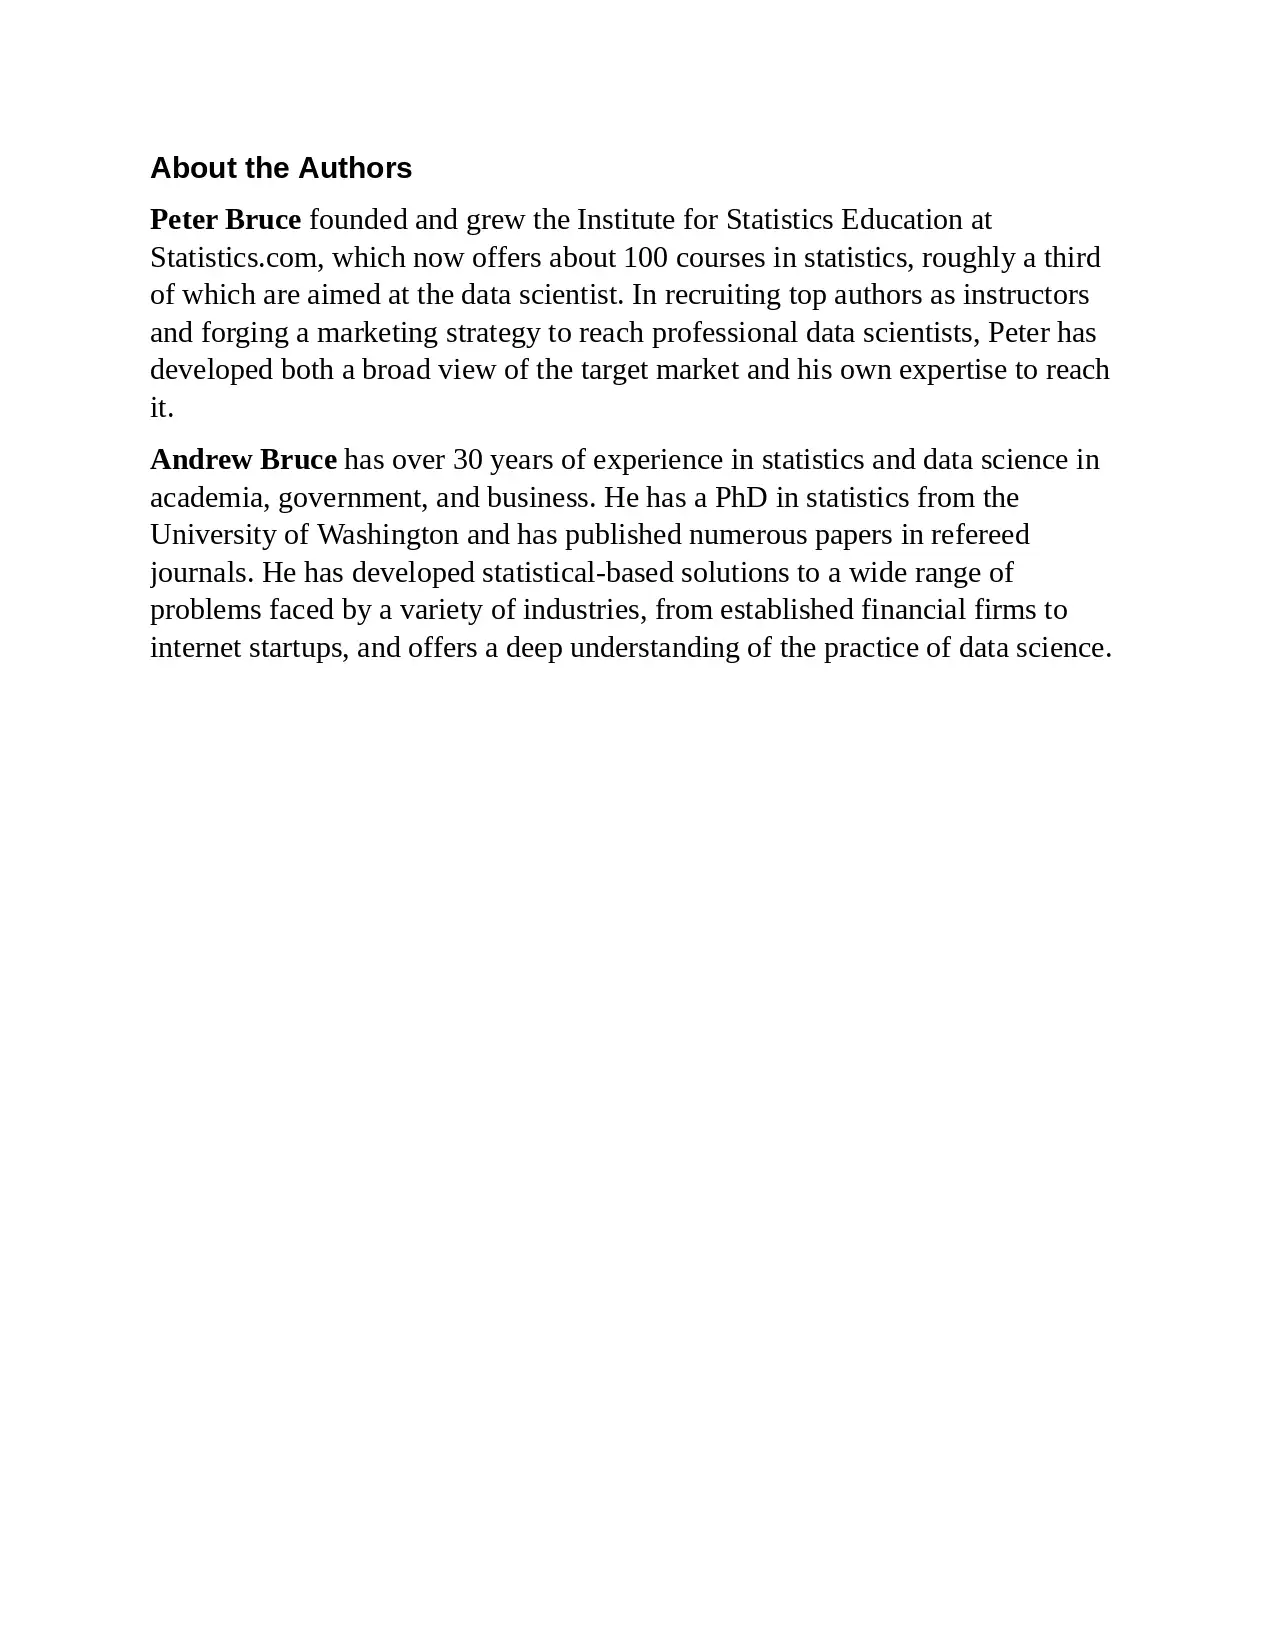 About the Authors
Peter Bruce founded and grew the Institute for Statistics Education at
Statistics.com, which now offers about 100 courses in statistics, roughly a third
of which are aimed at the data scientist. In recruiting top authors as instructors
and forging a marketing strategy to reach professional data scientists, Peter has
developed both a broad view of the target market and his own expertise to reach
it.
Andrew Bruce has over 30 years of experience in statistics and data science in
academia, government, and business. He has a PhD in statistics from the
University of Washington and has published numerous papers in refereed
journals. He has developed statistical-based solutions to a wide range of
problems faced by a variety of industries, from established financial firms to
internet startups, and offers a deep understanding of the practice of data science.